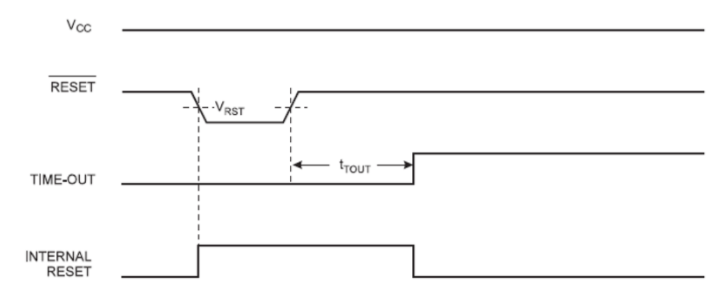 VCC
RESET
VRST
tTOUT
TIME-OUT
INTERNAL
RESET